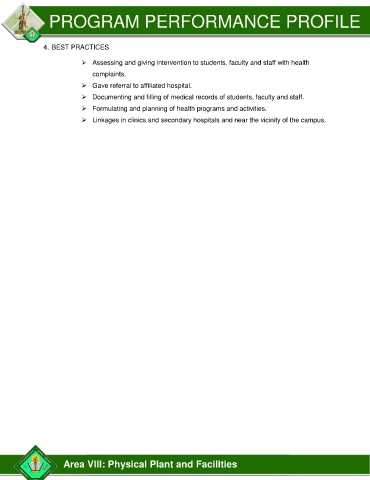 PROGRAM PERFORMANCE PROFILE
4. BEST PRACTICES
➢ Assessing and giving intervention to students, faculty and staff with health
complaints.
➢ Gave referral to affiliated hospital.
➢ Documenting and filling of medical records of students, faculty and staff.
➢ Formulating and planning of health programs and activities.
➢ Linkages in clinics and secondary hospitals and near the vicinity of the campus.
Area VIII: Physical Plant and Facilities